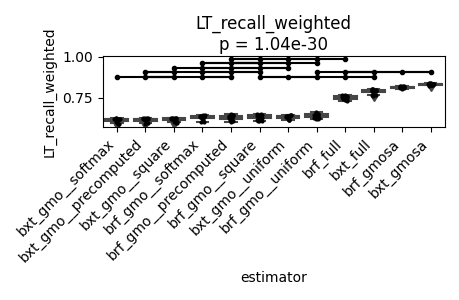 LT_recall_weighted
p = 1.04e-30
LT_recall_weighted
1.00
0.75
bxt_gmo__softmax
bxt_gmo__precomputed
bxt_gmo__square
brf_gmo__softmax
brf_gmo__precomputed
brf_gmo__square
bxt_gmo__uniform
brf_gmo__uniform
brf_full
bxt_full
brf_gmosa
bxt_gmosa
estimator